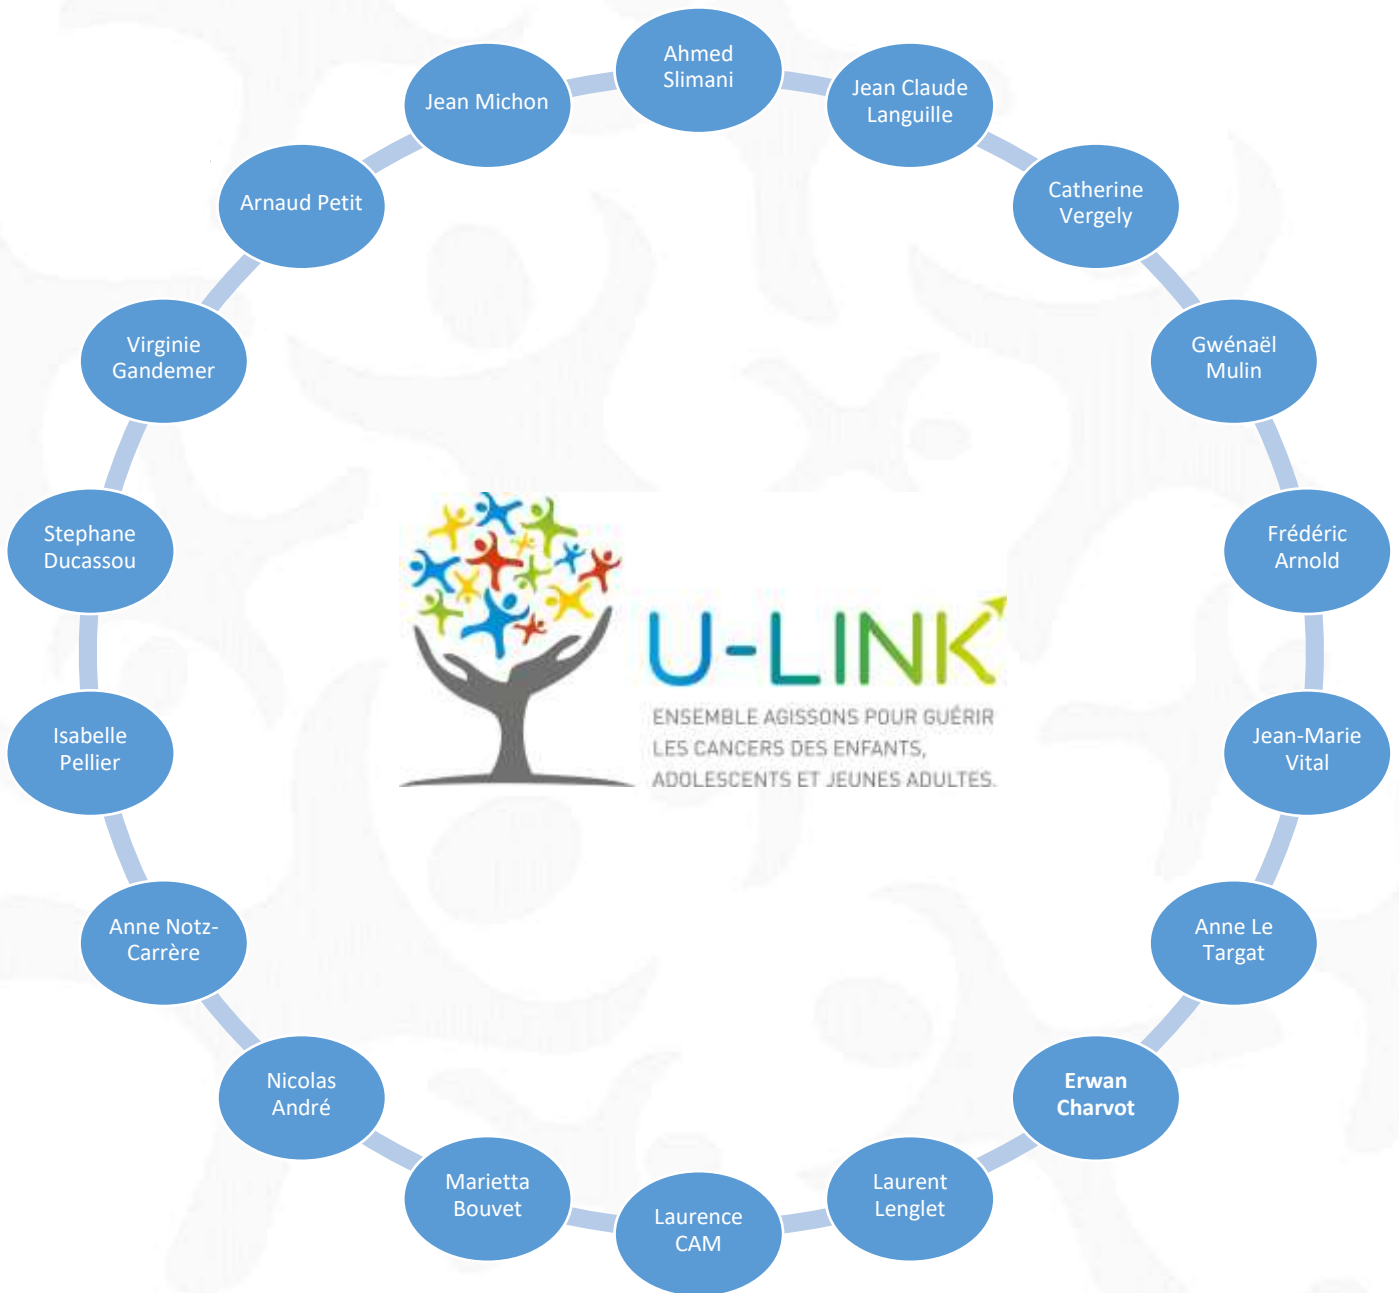 Ahmed
Slimani
Jean Claude
Languille
Catherine
Vergely
Gwénaël
Mulin
Frédéric
Arnold
Jean-Marie
Vital
Anne Le
Targat
Erwan
Charvot
Laurent
Lenglet
Laurence
CAM
Marietta
Bouvet
Nicolas
André
Anne Notz-
Carrère
Isabelle
Pellier
Stephane
Ducassou
Virginie
Gandemer
Arnaud Petit
Jean Michon
U-LINK
ENSEMBLE AGISSONS POUR GUÉRIR
LES CANCERS DES ENFANTS,
ADOLESCENTS ET JEUNES ADULTES.